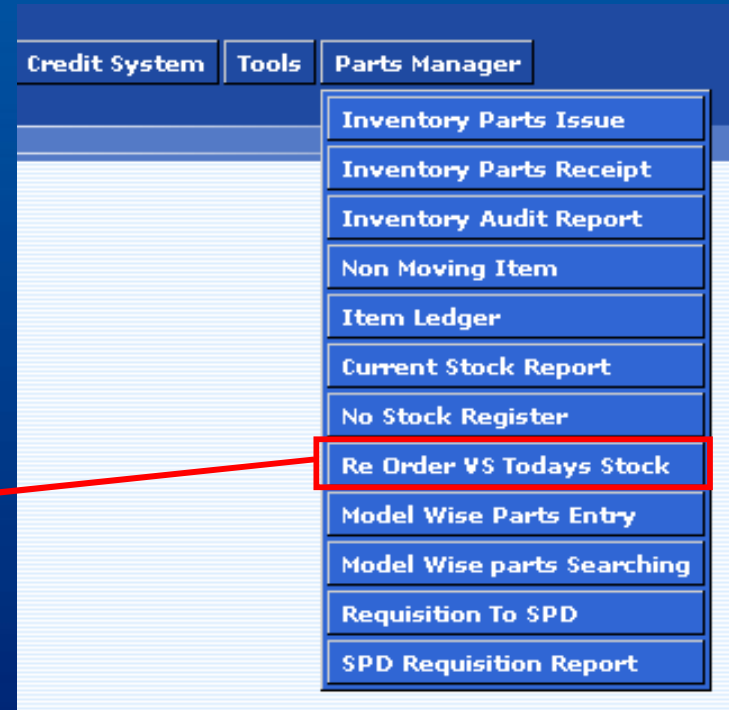 Credit System Tools Parts Manager
Inventory Parts Issue
Inventory Parts Receipt
Inventory Audit Report
Non Moving Item
Item Ledger
Current Stock Report
No Stock Register
Re Order VS Todays Stock
Model Wise Parts Entry
Model Wise parts Searching
Requisition To SPD
SPD Requisition Report